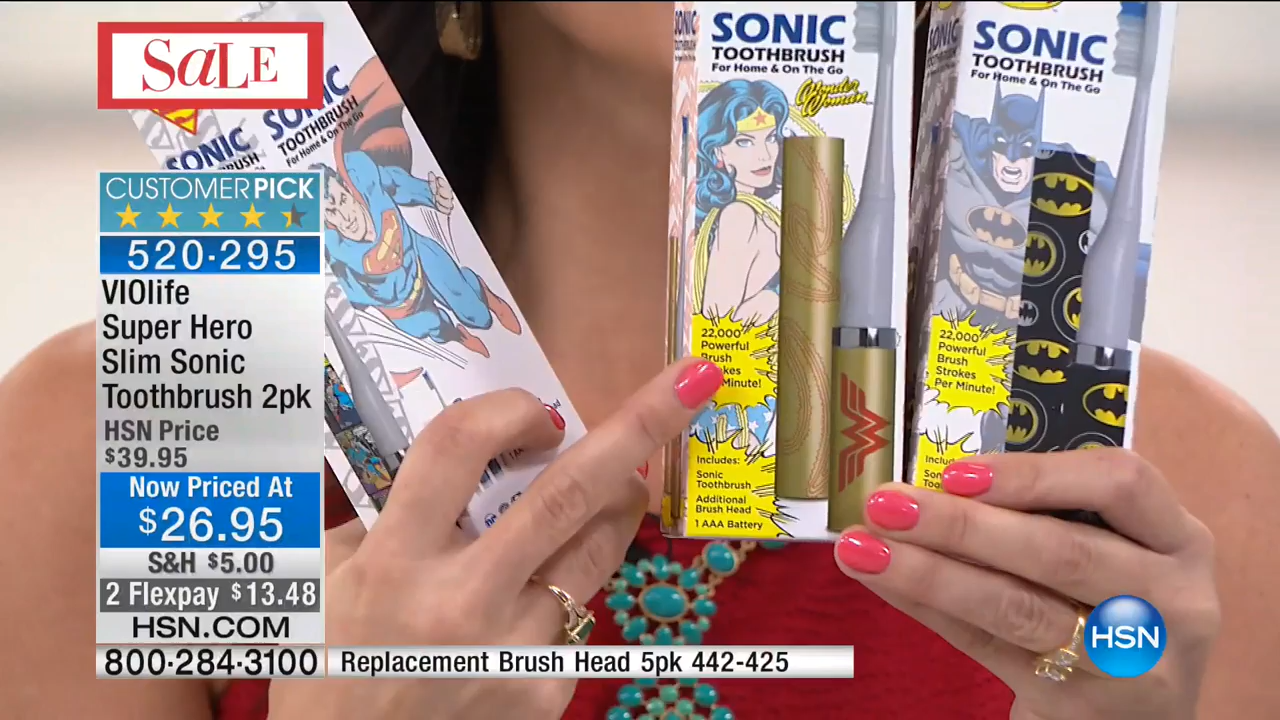 SaLE
CUSTOMER PICK
520-295
VIOlife
Super Hero
Slim Sonic
Toothbrush 2pk
HSN Price
$39.95
Now Priced At
$26.95
S&H $5.00
2 Flexpay $13.48
HSN.COM
800-284-3100
Replacement Brush Head 5pk 442-425
HSN
SONIC
SONIC
TOOTHBRUSH
For Home & On The Go
SONIC
TOOTHBRUSH
For Home & On The Go
Wonder
Woman
22,000
Powerful
Brush
Minute!
Includes:
Sonic
Toothbrush
Additional
Brush Head
1 AAA Battery
SONIC
SONIC
TOOTHBRUSH
For Home & On The Go
22,000
Powerful
Brush
Strokes
Per Minute!